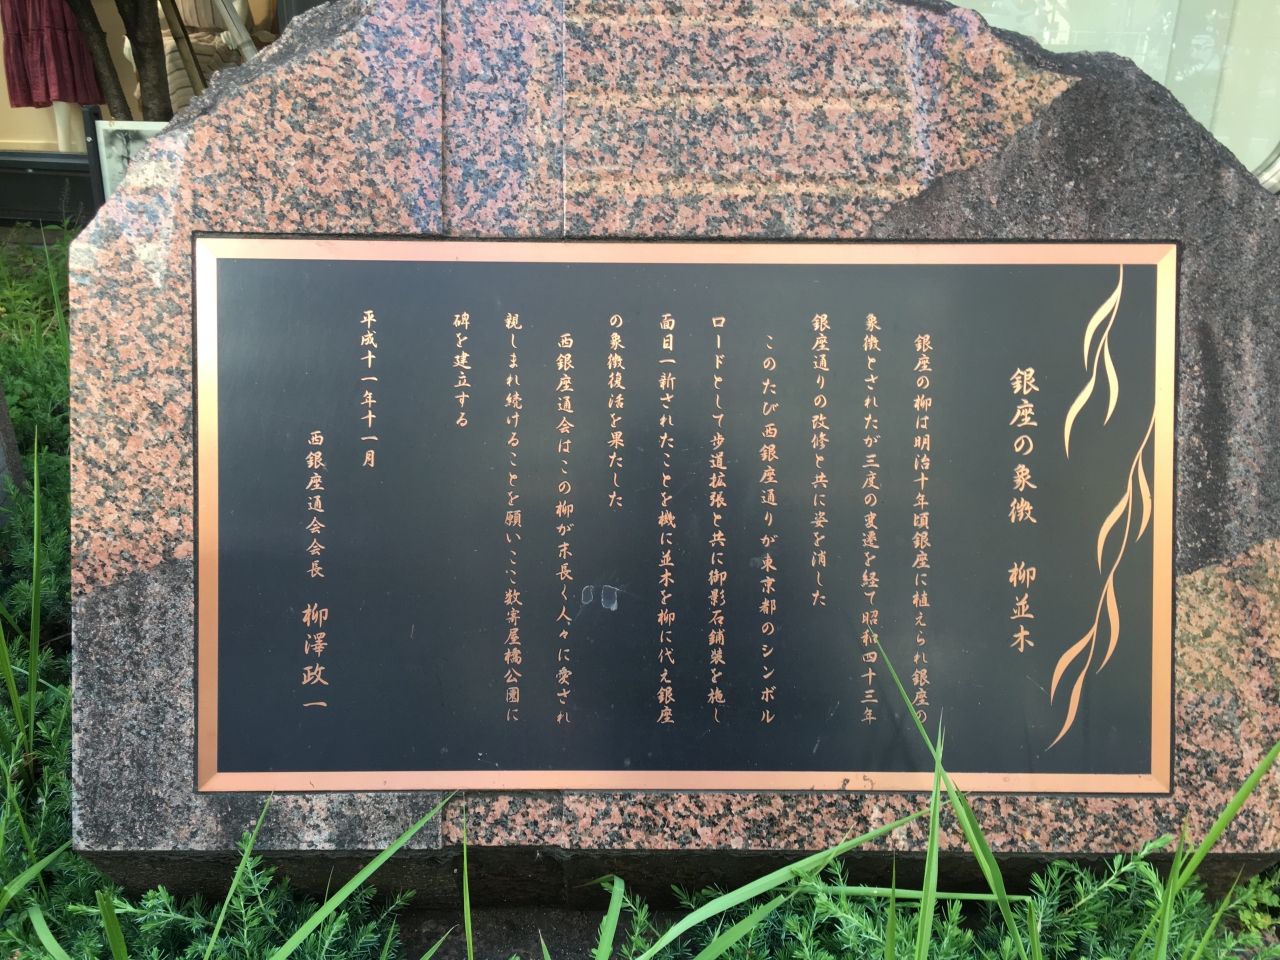 銀座の象徴　柳並木
銀座の柳は明治十年頃銀座に植えられ銀座の
象徴とされたが三度の変遷を経て昭和四十三年
銀座通りの改修と共に姿を消した
このたび西銀座通りが東京都のシンボル
ロードとして歩道拡張と共に御影石舗装を施し
面目一新されたことを機に並木を柳に代え銀座
の象徴復活を果たした
西銀座通会はこの柳が末長く人々に愛され
親しまれ続けることを願いここ数寄屋橋公園に
碑を建立する
平成十一年十一月
西銀座通会会長　柳澤政一